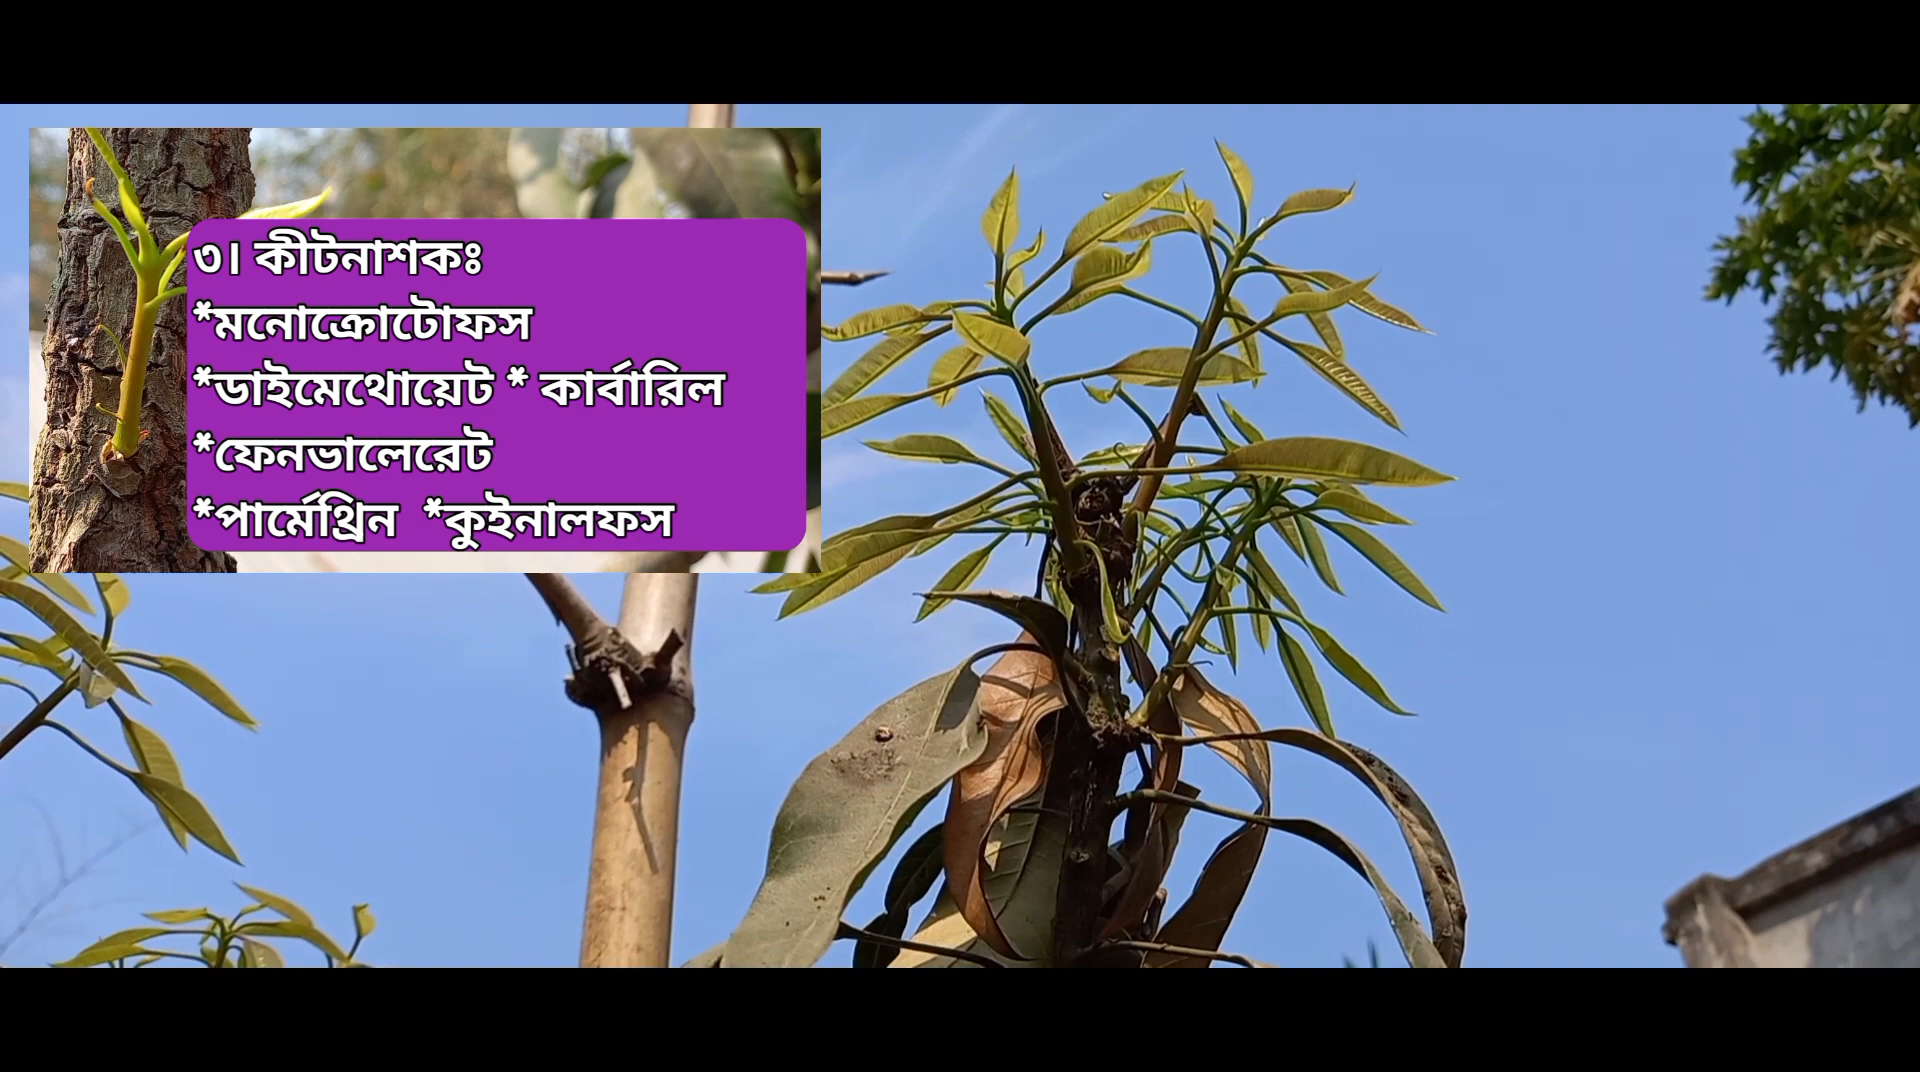 ৩। কীটনাশকঃ
*মনোক্রোটোফস
*ডাইমেথোয়েট * কার্বারিল
*ফেনভালেরেট
*পার্মেথ্রিন *কুইনালফস